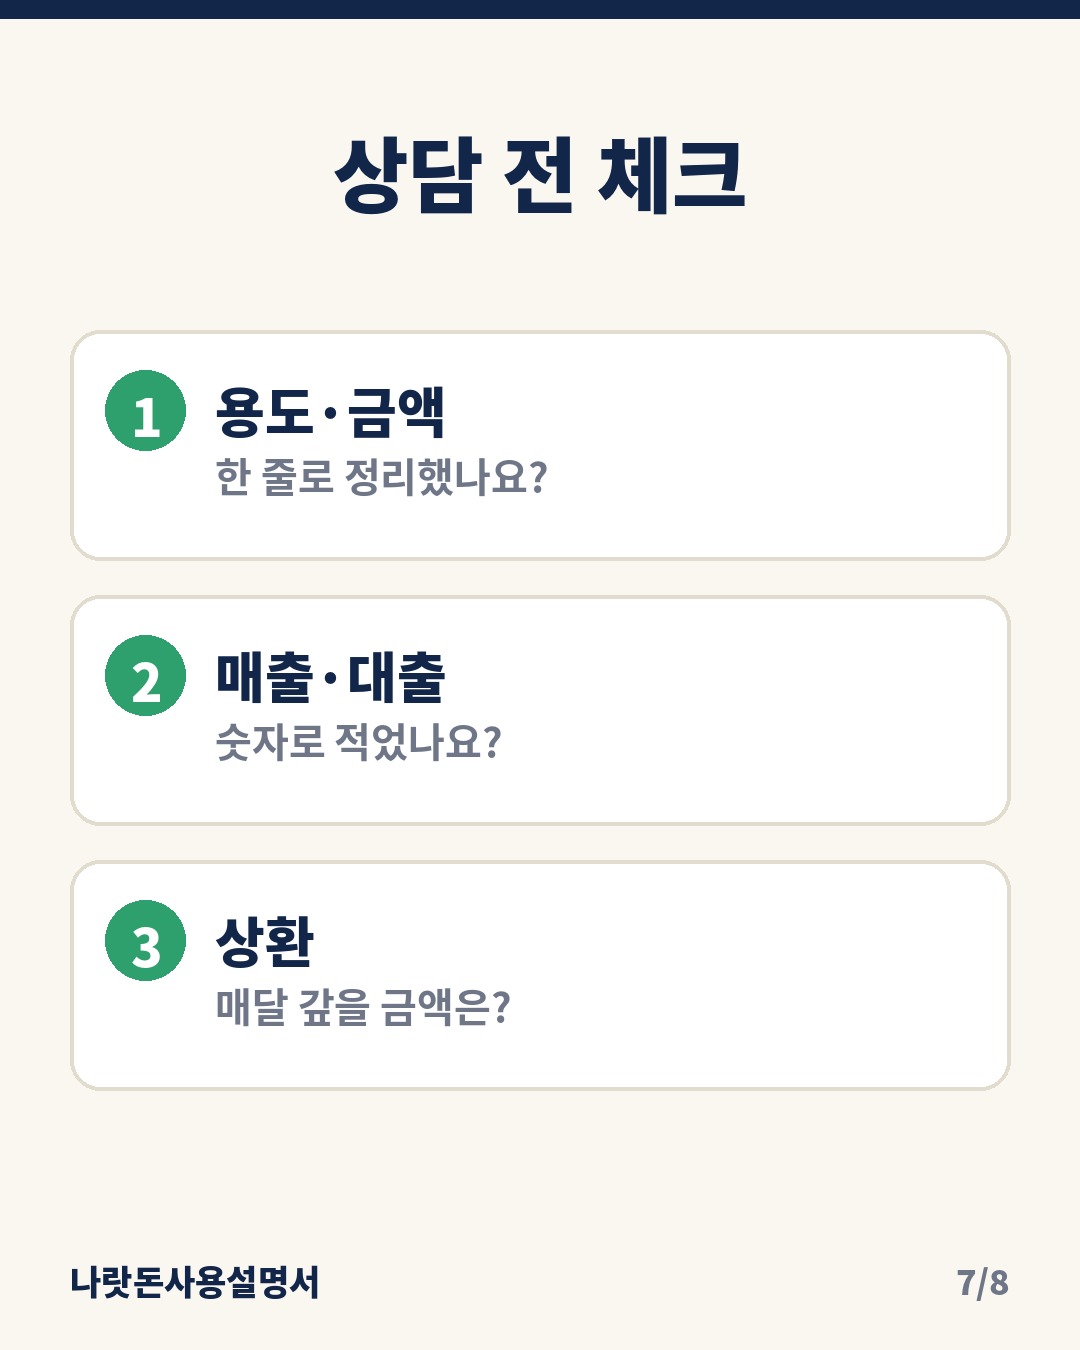 상담 전 체크
1 용도·금액
한 줄로 정리했나요?
2 매출·대출
숫자로 적었나요?
3 상환
매달 갚을 금액은?
나랏돈사용설명서
7/8